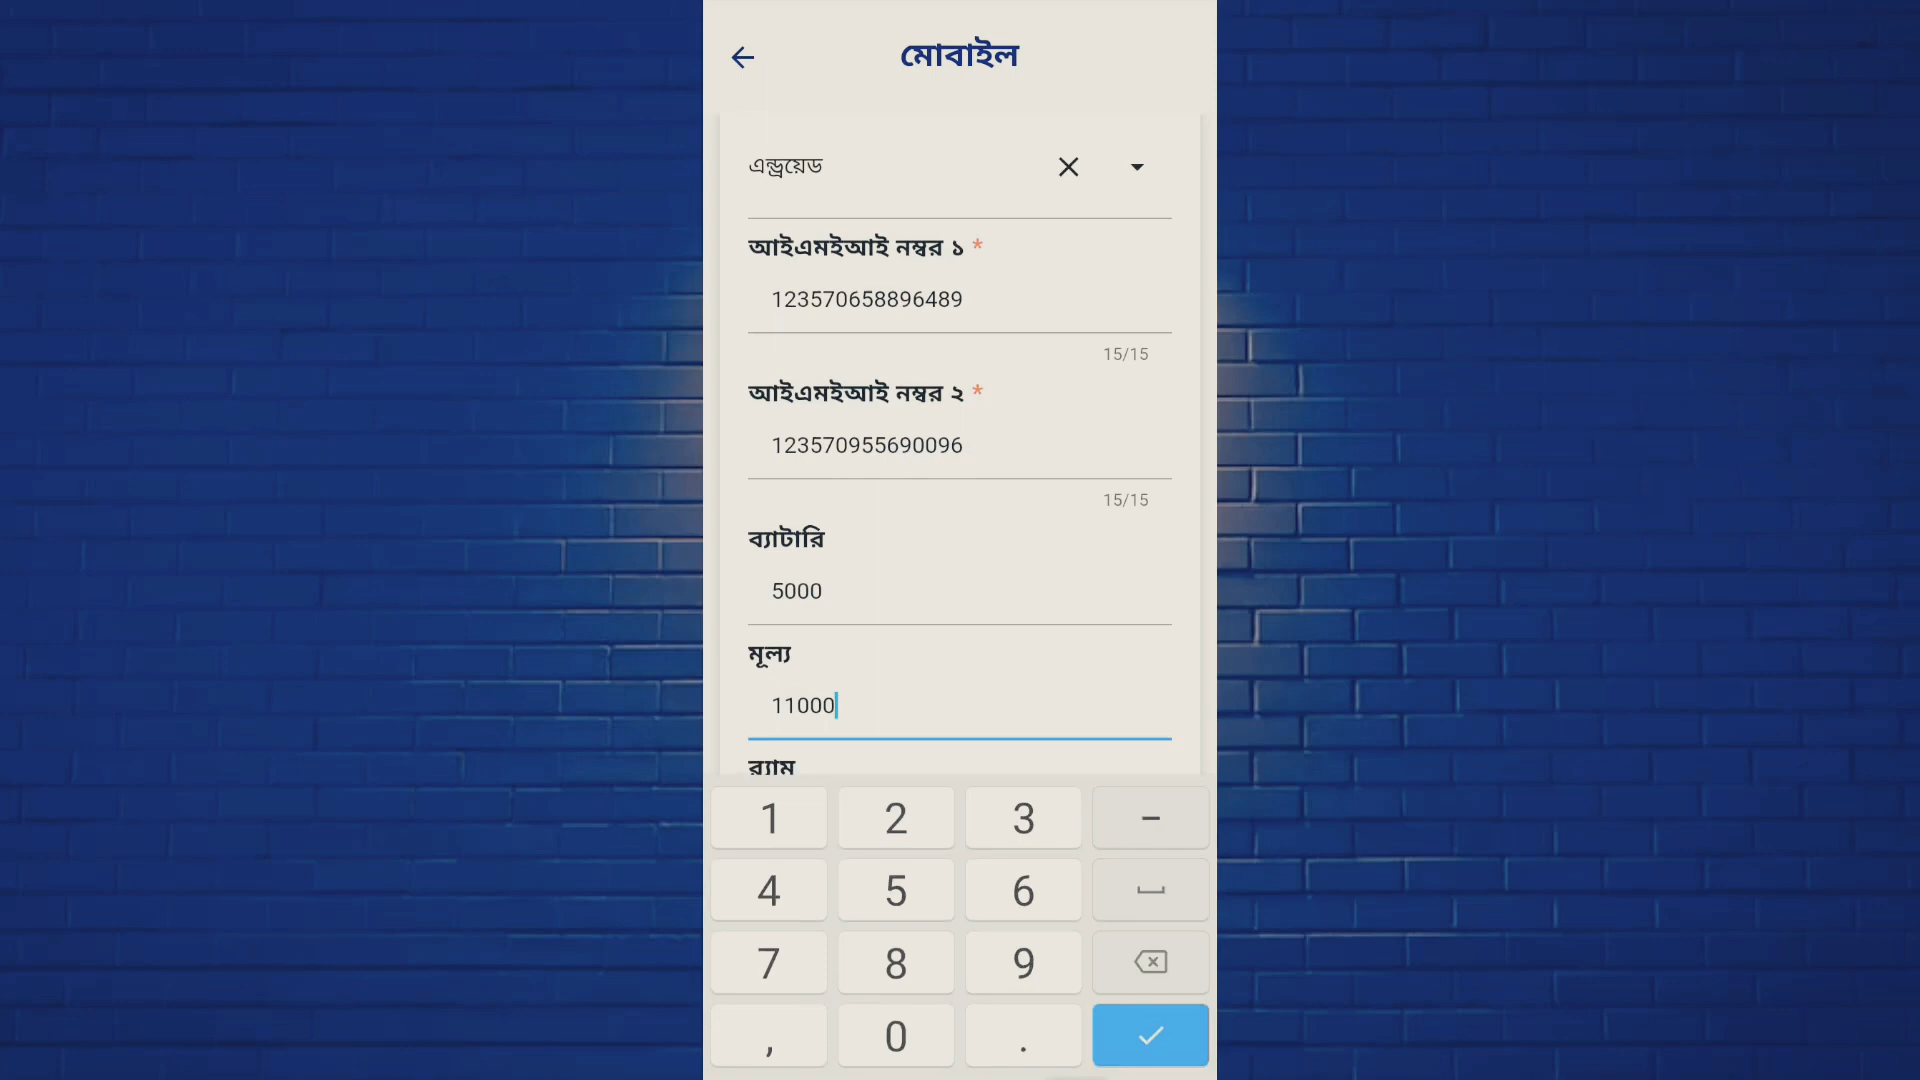 মোবাইল
এন্ড্রয়েড
আইএমইআই নম্বর ১ *
123570658896489
15/15
আইএমইআই নম্বর ২ *
123570955690096
15/15
ব্যাটারি
5000
মূল্য
11000
র‍্যাম
1 2 3 −
4 5 6
7 8 9
, 0 .